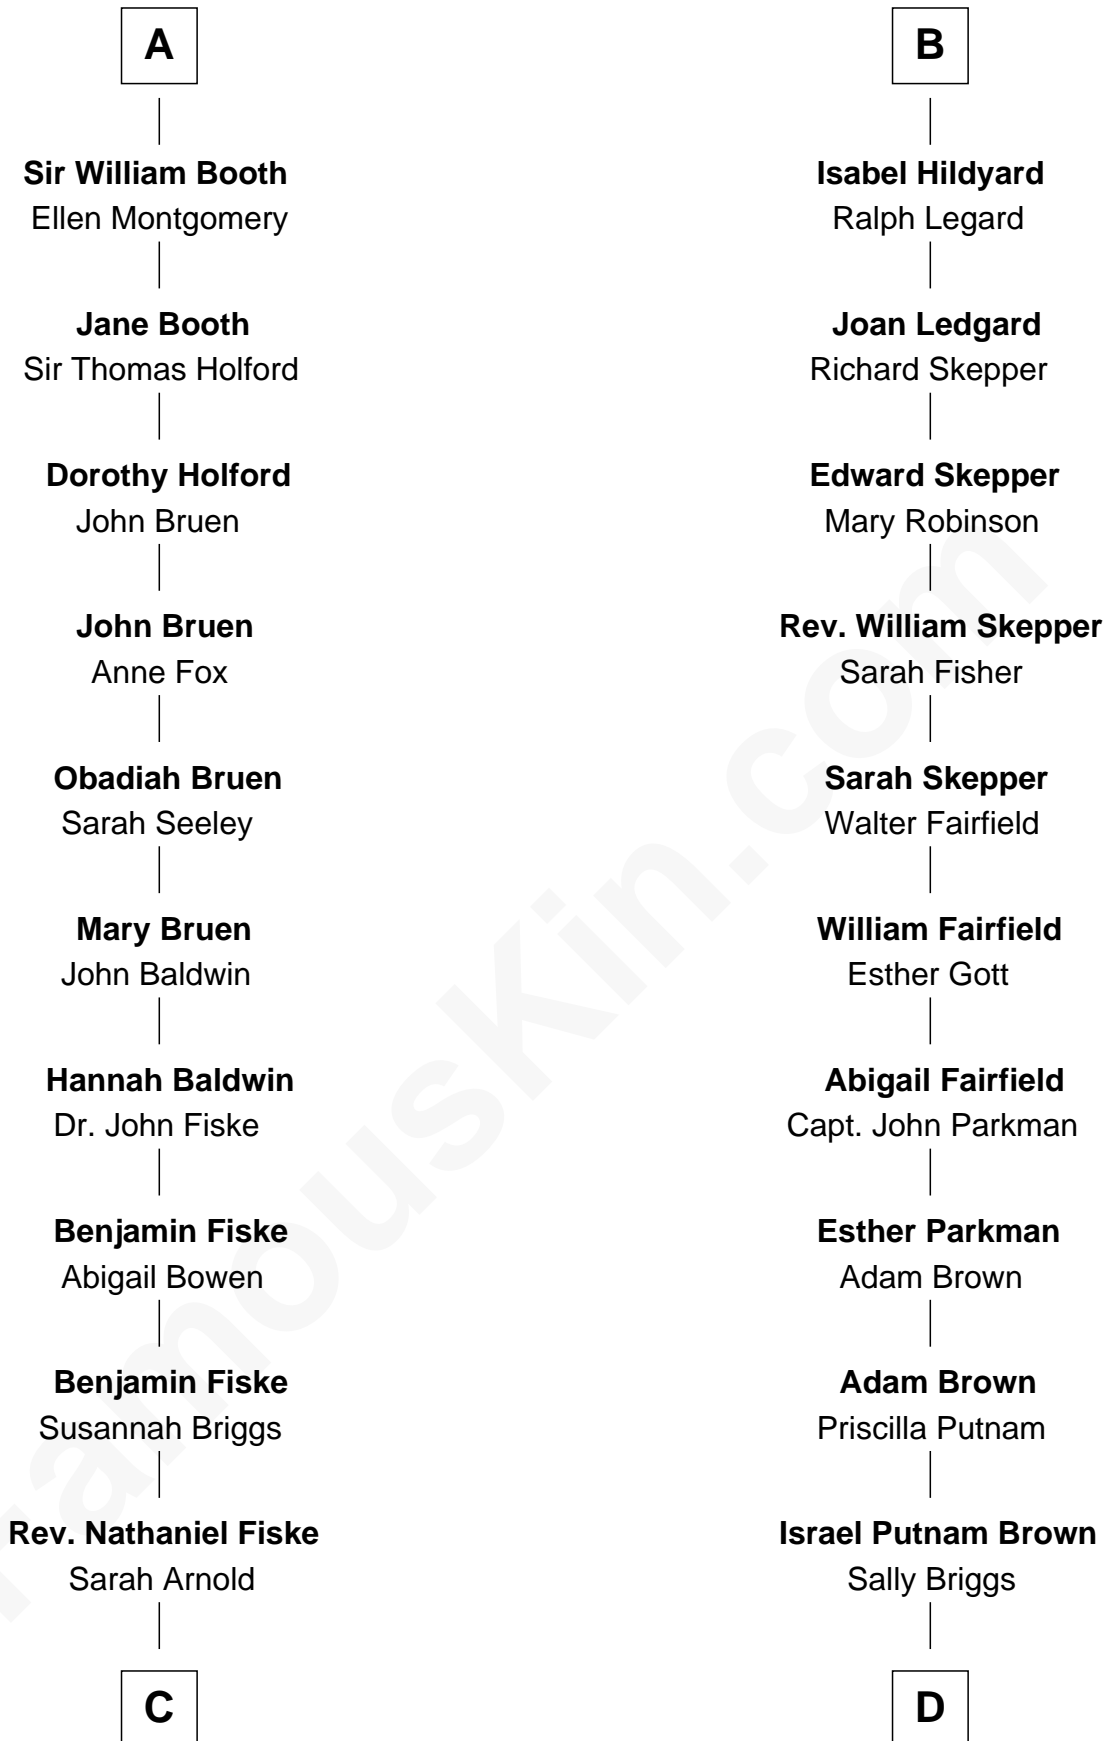 A
Sir William Booth
Ellen Montgomery
Jane Booth
Sir Thomas Holford
Dorothy Holford
John Bruen
John Bruen
Anne Fox
Obadiah Bruen
Sarah Seeley
Mary Bruen
John Baldwin
Hannah Baldwin
Dr. John Fiske
Benjamin Fiske
Abigail Bowen
Benjamin Fiske
Susannah Briggs
Rev. Nathaniel Fiske
Sarah Arnold
C
B
Isabel Hildyard
Ralph Legard
Joan Ledgard
Richard Skepper
Edward Skepper
Mary Robinson
Rev. William Skepper
Sarah Fisher
Sarah Skepper
Walter Fairfield
William Fairfield
Esther Gott
Abigail Fairfield
Capt. John Parkman
Esther Parkman
Adam Brown
Adam Brown
Priscilla Putnam
Israel Putnam Brown
Sally Briggs
D
FamousKin.com